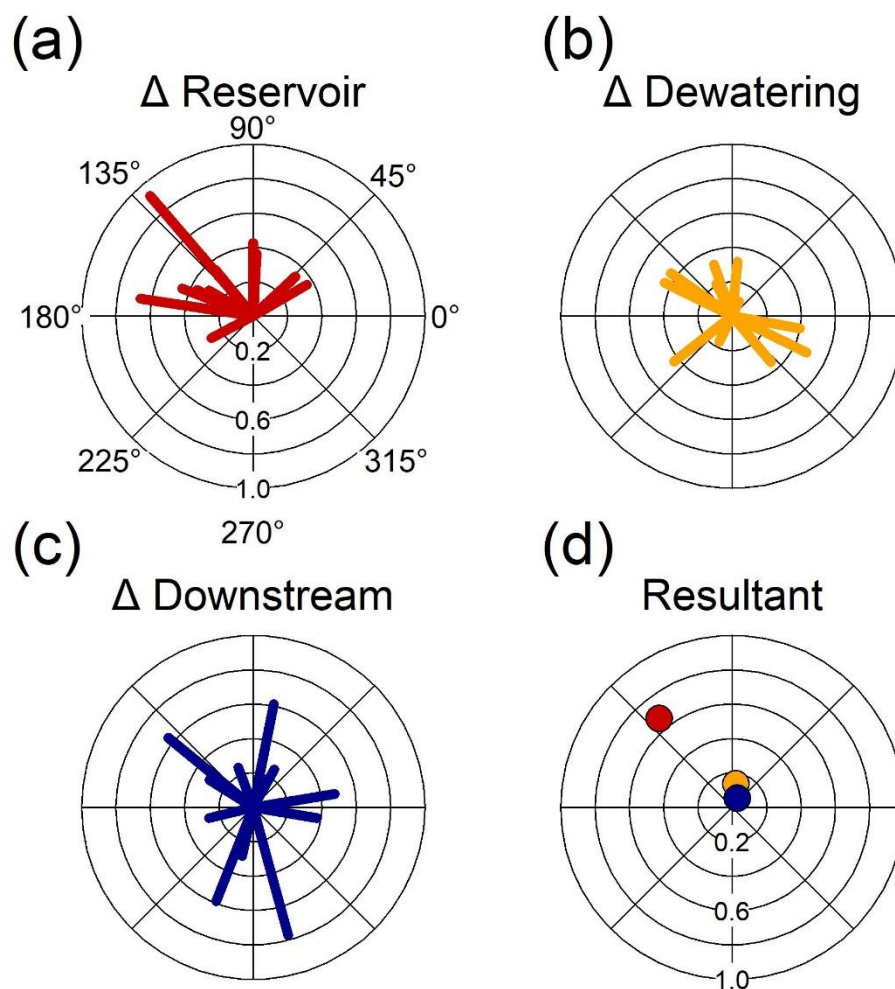 (a)
Δ Reservoir
90°
135°
45°
180°
0°
0.2
0.6
225°
315°
1.0
270°
(b)
Δ Dewatering
(c)
Δ Downstream
(d)
Resultant
0.2
0.6
1.0